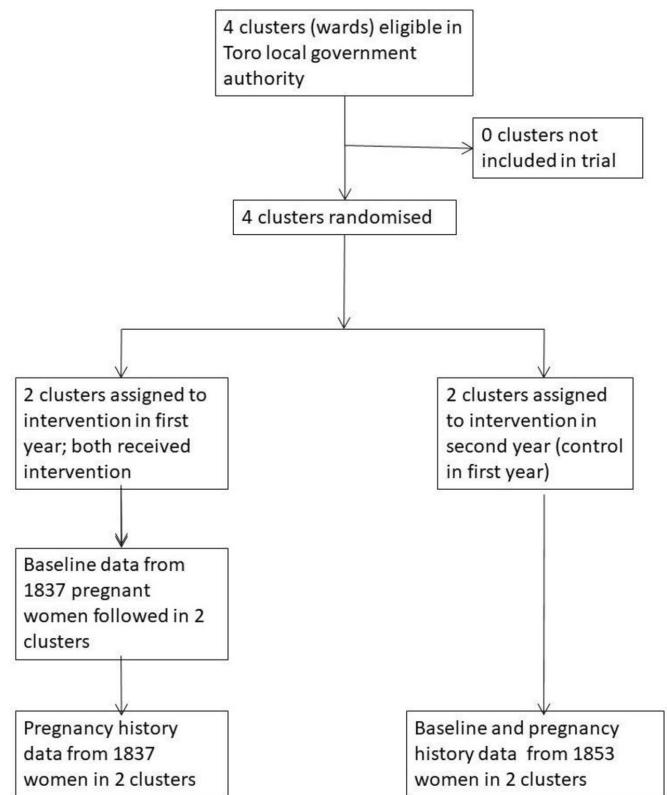 4 clusters (wards) eligible in
Toro local government
authority
0 clusters not
included in trial
4 clusters randomised
2 clusters assigned to
intervention in first
year; both received
intervention
2 clusters assigned
to intervention in
second year (control
in first year)
Baseline data from
1837 pregnant
women followed in 2
clusters
Pregnancy history
data from 1837
women in 2 clusters
Baseline and pregnancy
history data from 1853
women in 2 clusters